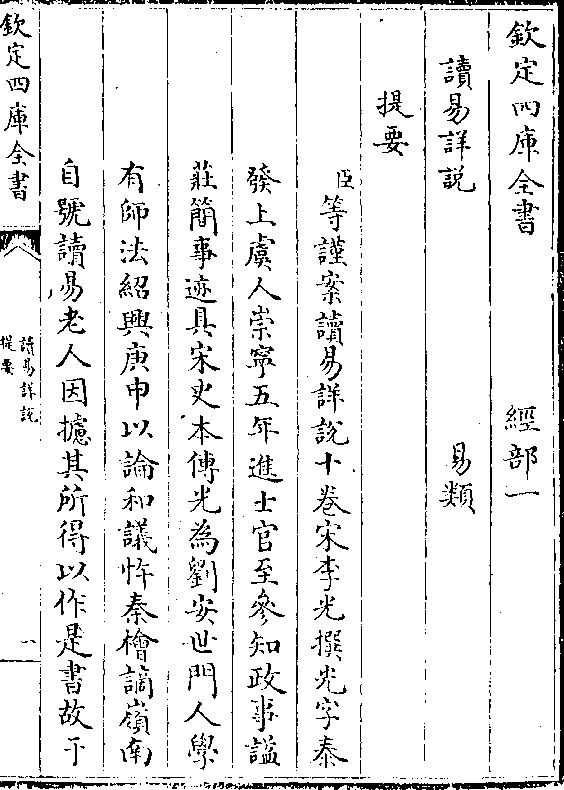 欽定四庫全書 經部一
讀易詳説 易類
提要
臣等謹案讀易詳説十卷宋李光撰光字泰
發上虞人崇寧五年進士官至參知政事諡
莊簡事迹具宋史本傳光為劉安世門人學
有師法紹興庚申以論和議忤秦檜謫嶺南
自號讀易老人因攄其所得以作是書故于
欽定四庫全書
讀易詳説
提要
一